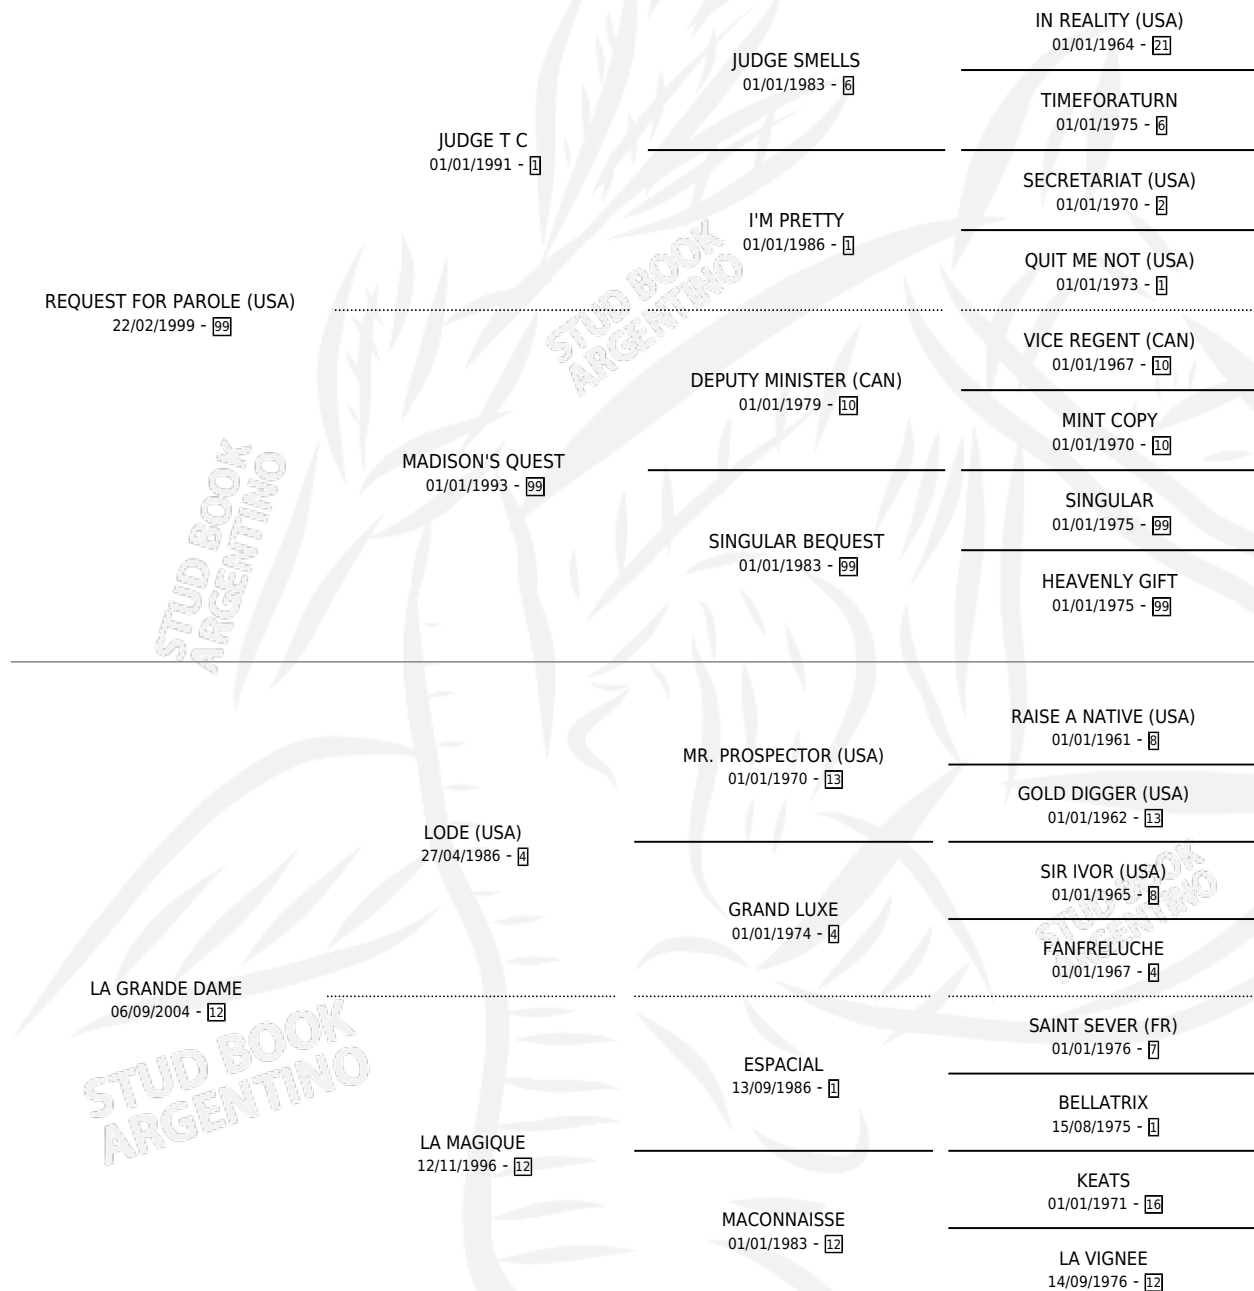 IN REALITY (USA)
01/01/1964 - 21
JUDGE SMELLS
01/01/1983 - 6
TIMEFORATURN
01/01/1975 - 6
JUDGE T C
01/01/1991 - 1
SECRETARIAT (USA)
01/01/1970 - 2
I'M PRETTY
01/01/1986 - 1
QUIT ME NOT (USA)
01/01/1973 - 1
REQUEST FOR PAROLE (USA)
22/02/1999 - 99
VICE REGENT (CAN)
01/01/1967 - 10
DEPUTY MINISTER (CAN)
01/01/1979 - 10
MINT COPY
01/01/1970 - 10
MADISON'S QUEST
01/01/1993 - 99
SINGULAR
01/01/1975 - 99
SINGULAR BEQUEST
01/01/1983 - 99
HEAVENLY GIFT
01/01/1975 - 99
RAISE A NATIVE (USA)
01/01/1961 - 8
MR. PROSPECTOR (USA)
01/01/1970 - 13
GOLD DIGGER (USA)
01/01/1962 - 13
LODE (USA)
27/04/1986 - 4
SIR IVOR (USA)
01/01/1965 - 8
GRAND LUXE
01/01/1974 - 4
FANFRELUCHE
01/01/1967 - 4
LA GRANDE DAME
06/09/2004 - 12
SAINT SEVER (FR)
01/01/1976 - 7
ESPACIAL
13/09/1986 - 1
BELLATRIX
15/08/1975 - 1
LA MAGIQUE
12/11/1996 - 12
KEATS
01/01/1971 - 16
MACONNAISSE
01/01/1983 - 12
LA VIGNEE
14/09/1976 - 12
STUD BOOK
ARGENTINO
STUD BOOK
ARGENTINO
STUD BOOK
ARGENTINO
STUD BOOK
ARGENTINO